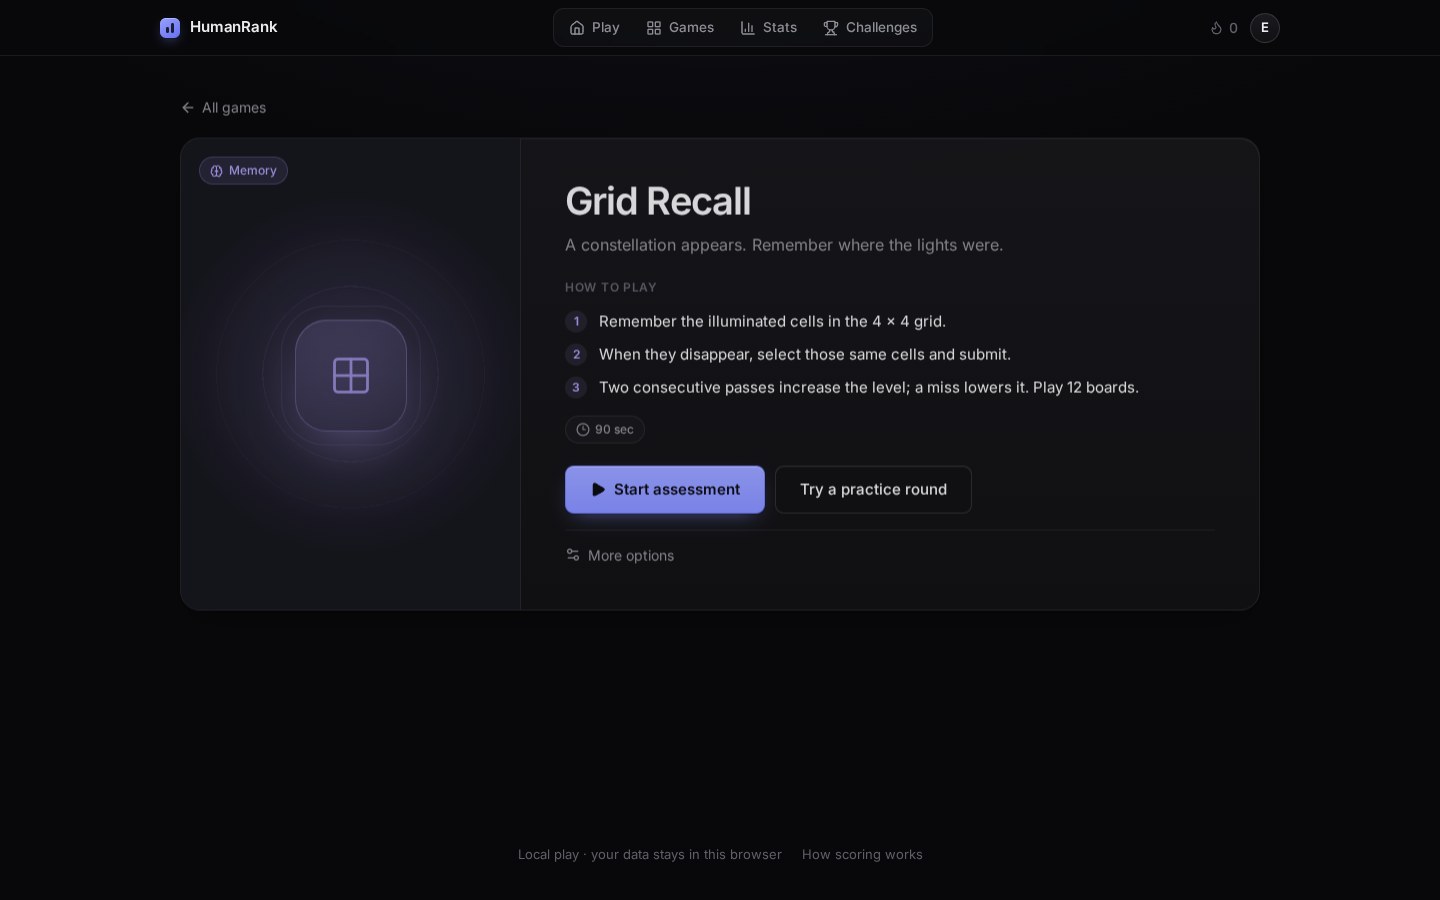 HumanRank
Play
Games
Stats
Challenges
0
E
All games
Memory
Grid Recall
A constellation appears. Remember where the lights were.
HOW TO PLAY
1 Remember the illuminated cells in the 4 × 4 grid.
2 When they disappear, select those same cells and submit.
3 Two consecutive passes increase the level; a miss lowers it. Play 12 boards.
90 sec
Start assessment
Try a practice round
More options
Local play · your data stays in this browser
How scoring works